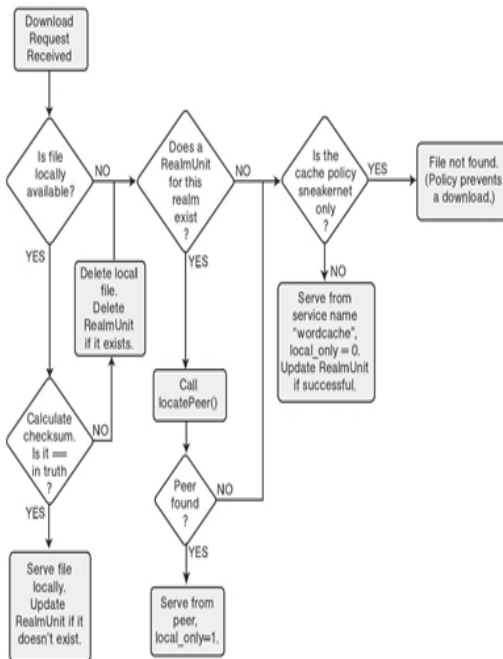 Download
Request
Received
Is file
locally
available?
NO
YES
Does a
RealmUnit
for this
realm
exist
?
NO
YES
Is the
cache policy
sneakernet
only
?
YES
NO
File not found.
(Policy prevents
a download.)
Delete local
file.
Delete
RealmUnit
if it exists.
Serve from
service name
"wordcache",
local_only = 0.
Update RealmUnit
if successful.
Call
locatePeer()
Calculate
checksum.
Is it ==
in truth
?
NO
YES
Peer
found
?
NO
YES
Serve file
locally.
Update
RealmUnit if it
doesn't exist.
Serve from
peer,
local_only=1.